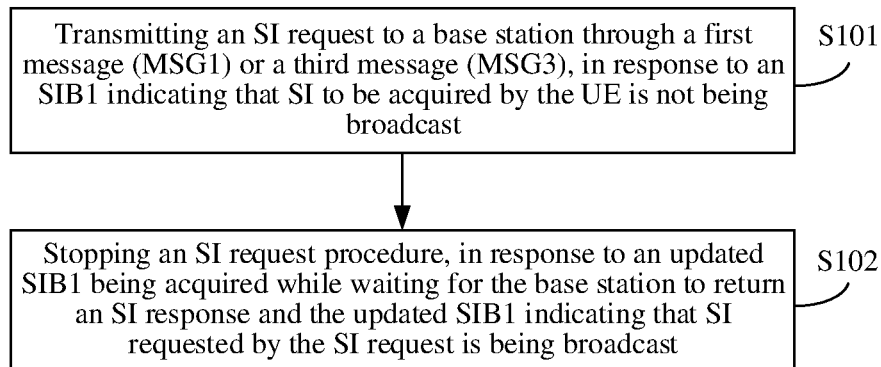 Transmitting an SI request to a base station through a first
message (MSG1) or a third message (MSG3), in response to an
SIB1 indicating that SI to be acquired by the UE is not being
broadcast
S101
Stopping an SI request procedure, in response to an updated
SIB1 being acquired while waiting for the base station to return
an SI response and the updated SIB1 indicating that SI
requested by the SI request is being broadcast
S102